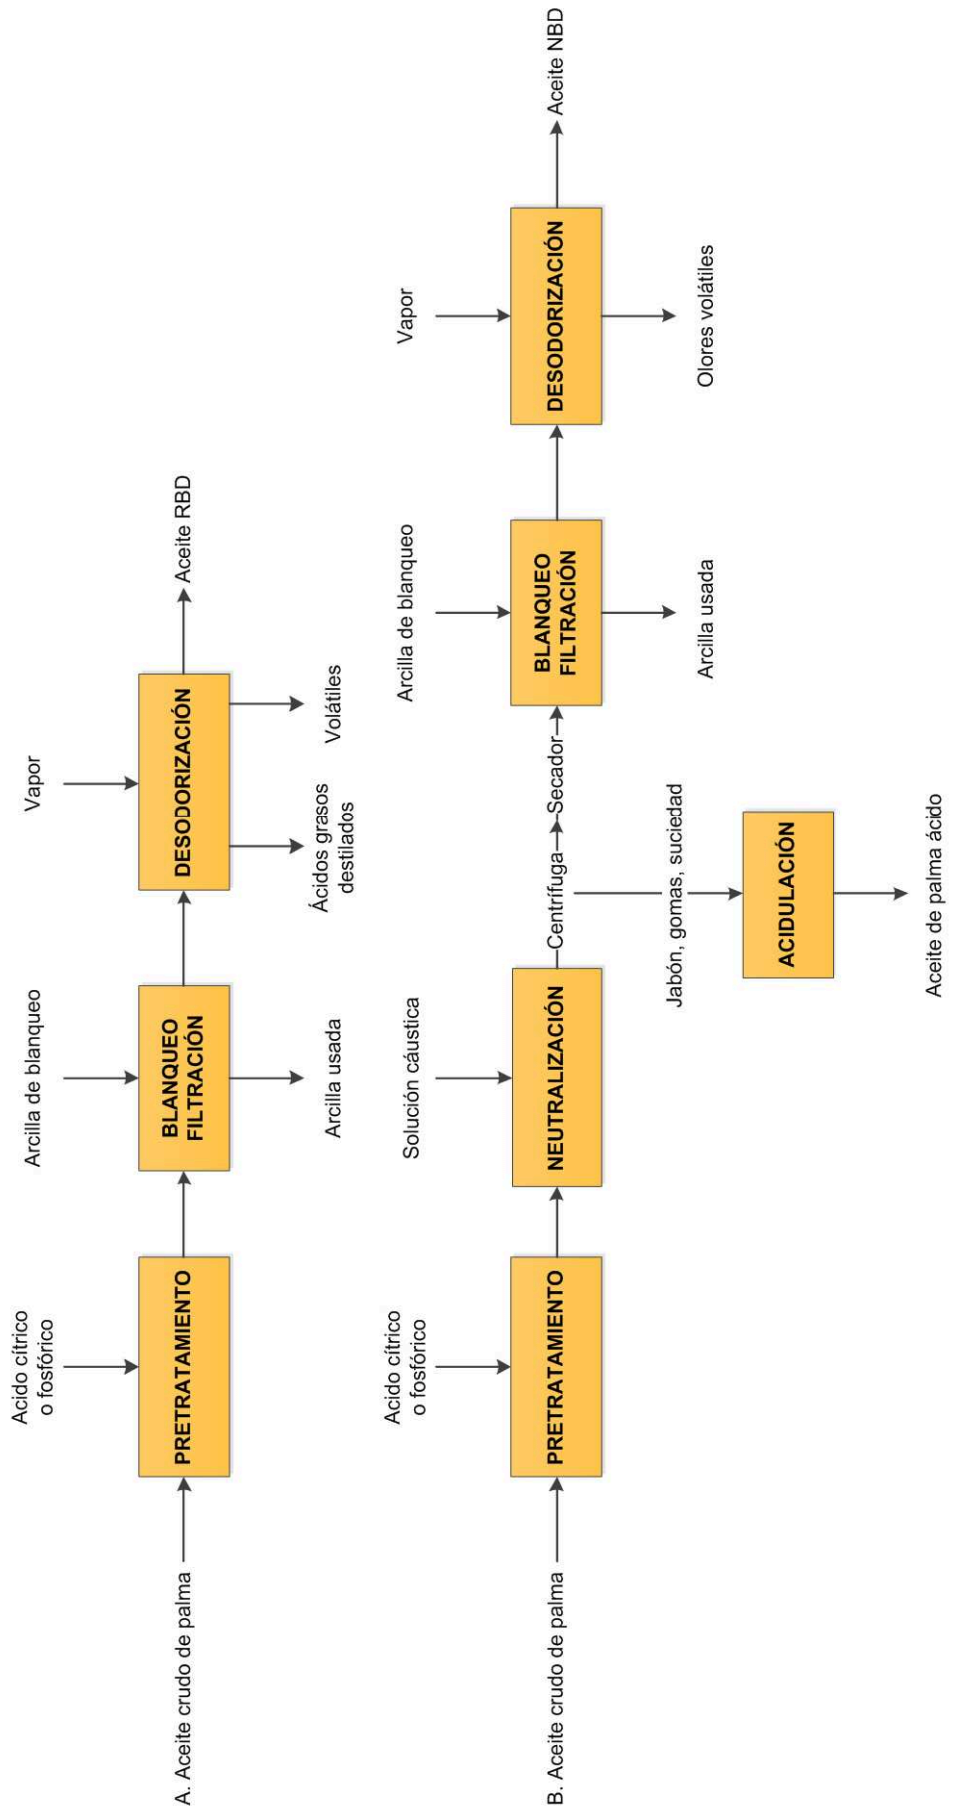 A. Aceite crudo de palma
Acido cítrico
o fosfórico
PRETRATAMIENTO
Arcilla de blanqueo
BLANQUEO
FILTRACIÓN
Arcilla usada
Vapor
DESODORIZACIÓN
Ácidos grasos
destilados
Volátiles
Aceite RBD
B. Aceite crudo de palma
Acido cítrico
o fosfórico
PRETRATAMIENTO
Solución cáustica
NEUTRALIZACIÓN
Centrífuga
Secador
Jabón, gomas, suciedad
ACIDULACIÓN
Aceite de palma ácido
Arcilla de blanqueo
BLANQUEO
FILTRACIÓN
Arcilla usada
Vapor
DESODORIZACIÓN
Olores volátiles
Aceite NBD